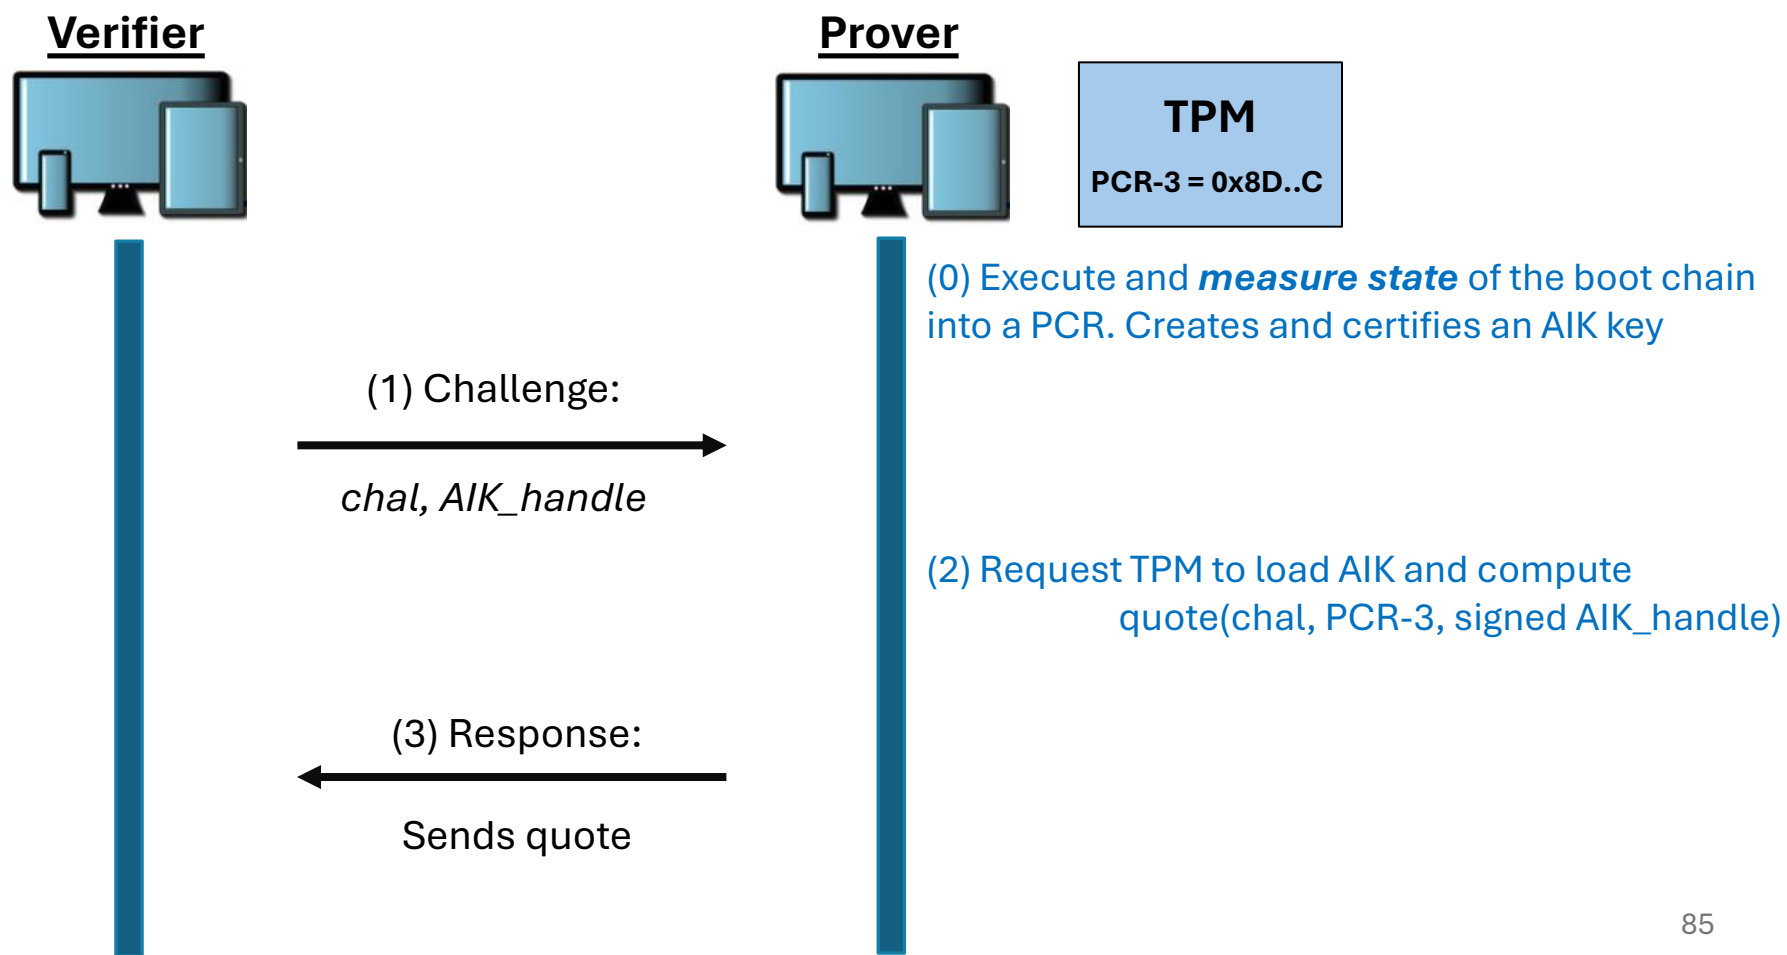 Verifier
Prover
TPM
PCR-3 = 0x8D..C
(0) Execute and measure state of the boot chain
into a PCR. Creates and certifies an AIK key
(1) Challenge:
chal, AIK_handle
(2) Request TPM to load AIK and compute
quote(chal, PCR-3, signed AIK_handle)
(3) Response:
Sends quote
85